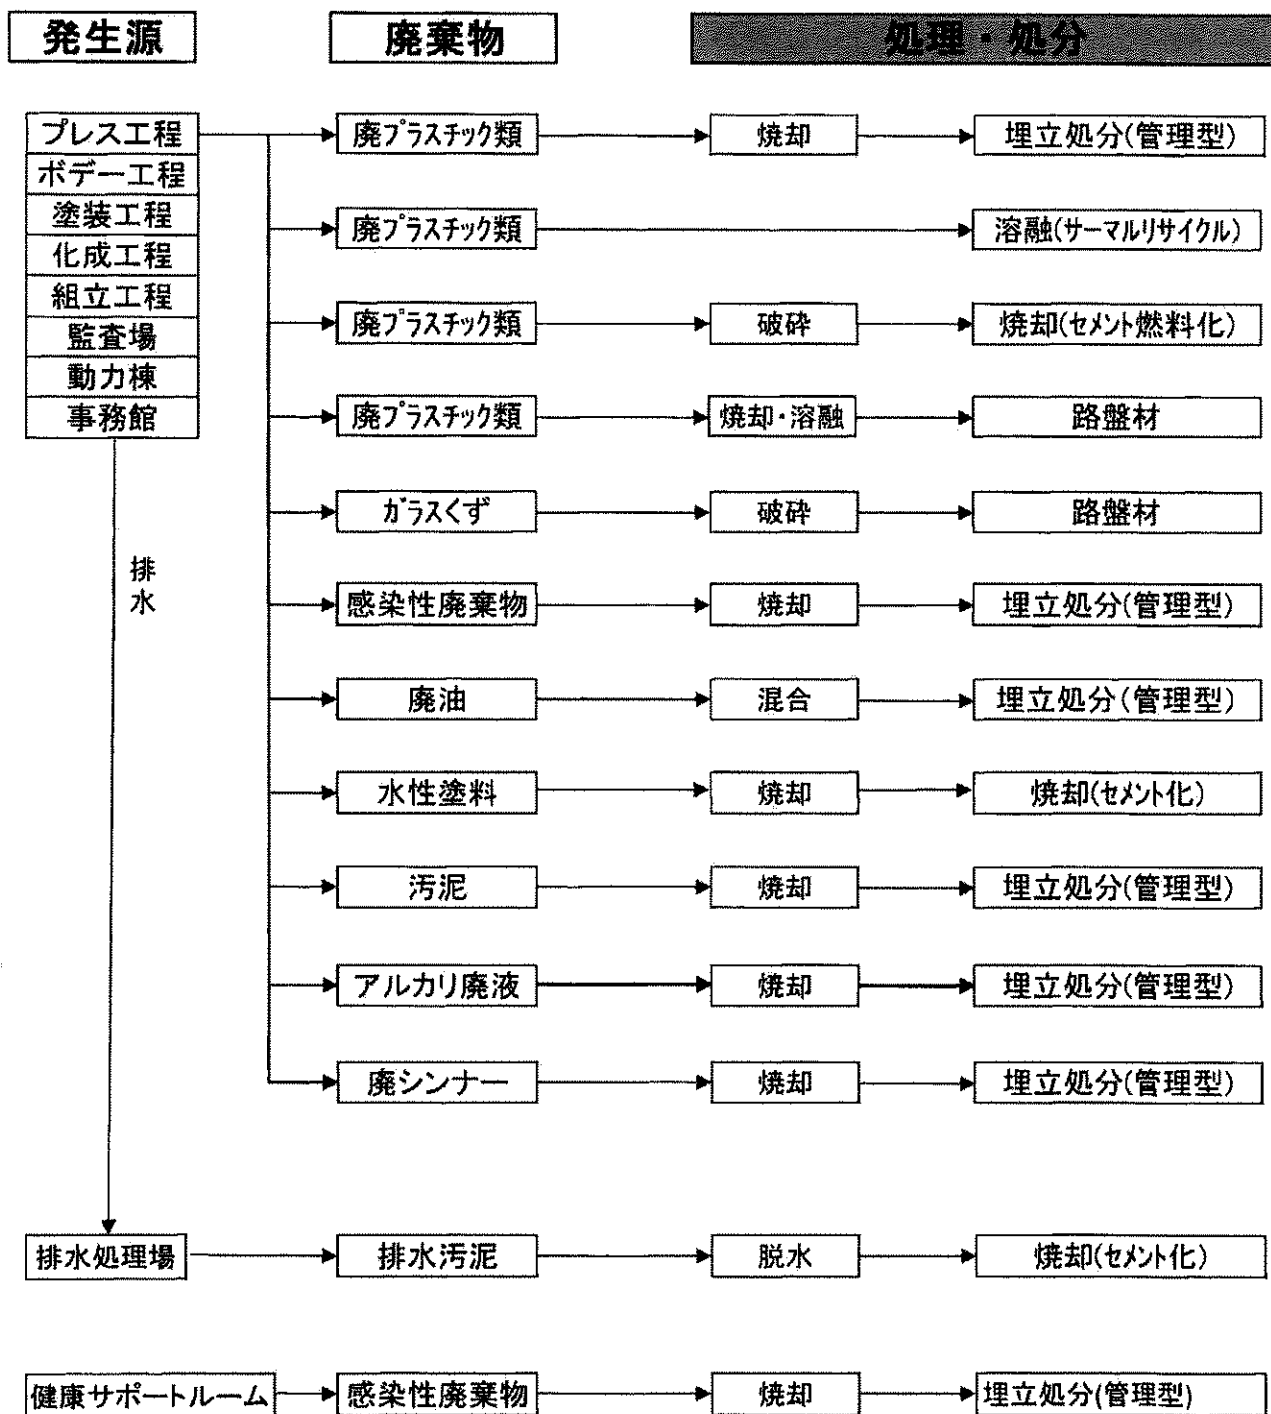 発生源 廃棄物 処理・処分
プレス工程 廃プラスチック類 焼却 埋立処分(管理型)
ボデー工程
塗装工程 廃プラスチック類 溶融(サーマルリサイクル)
化成工程
組立工程
監査場 廃プラスチック類 破砕 焼却(セメント燃料化)
動力棟
事務館 廃プラスチック類 焼却・溶融 路盤材
ガラスくず 破砕 路盤材
排水
感染性廃棄物 焼却 埋立処分(管理型)
廃油 混合 埋立処分(管理型)
水性塗料 焼却 焼却(セメント化)
汚泥 焼却 埋立処分(管理型)
アルカリ廃液 焼却 埋立処分(管理型)
廃シンナー 焼却 埋立処分(管理型)
排水処理場 排水汚泥 脱水 焼却(セメント化)
健康サポートルーム 感染性廃棄物 焼却 埋立処分(管理型)